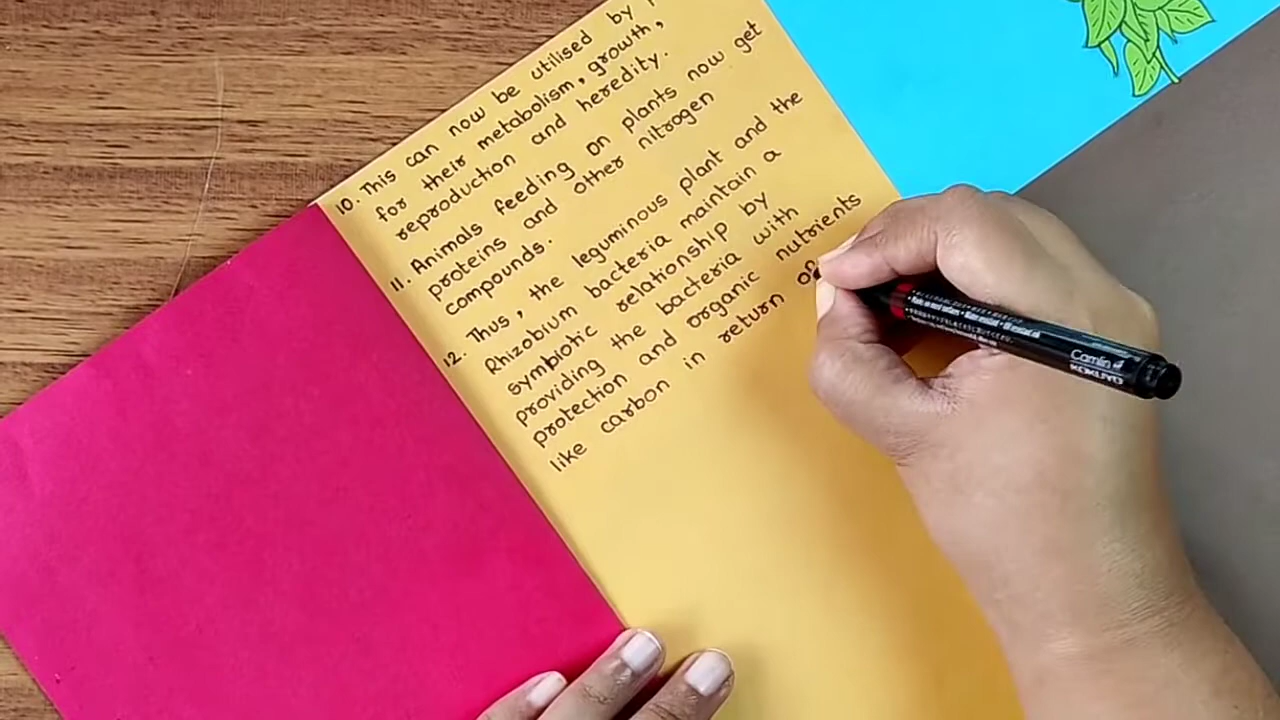 10. This can now be utilised by
for their metabolism, growth,
reproduction and heredity.
11. Animals feeding on plants now get
proteins and other nitrogen
compounds.
12. Thus, the leguminous plant and the
Rhizobium bacteria maintain a
symbiotic relationship by
providing the bacteria with
protection and organic nutrients
like carbon in return of
Camlin
KOKUYO